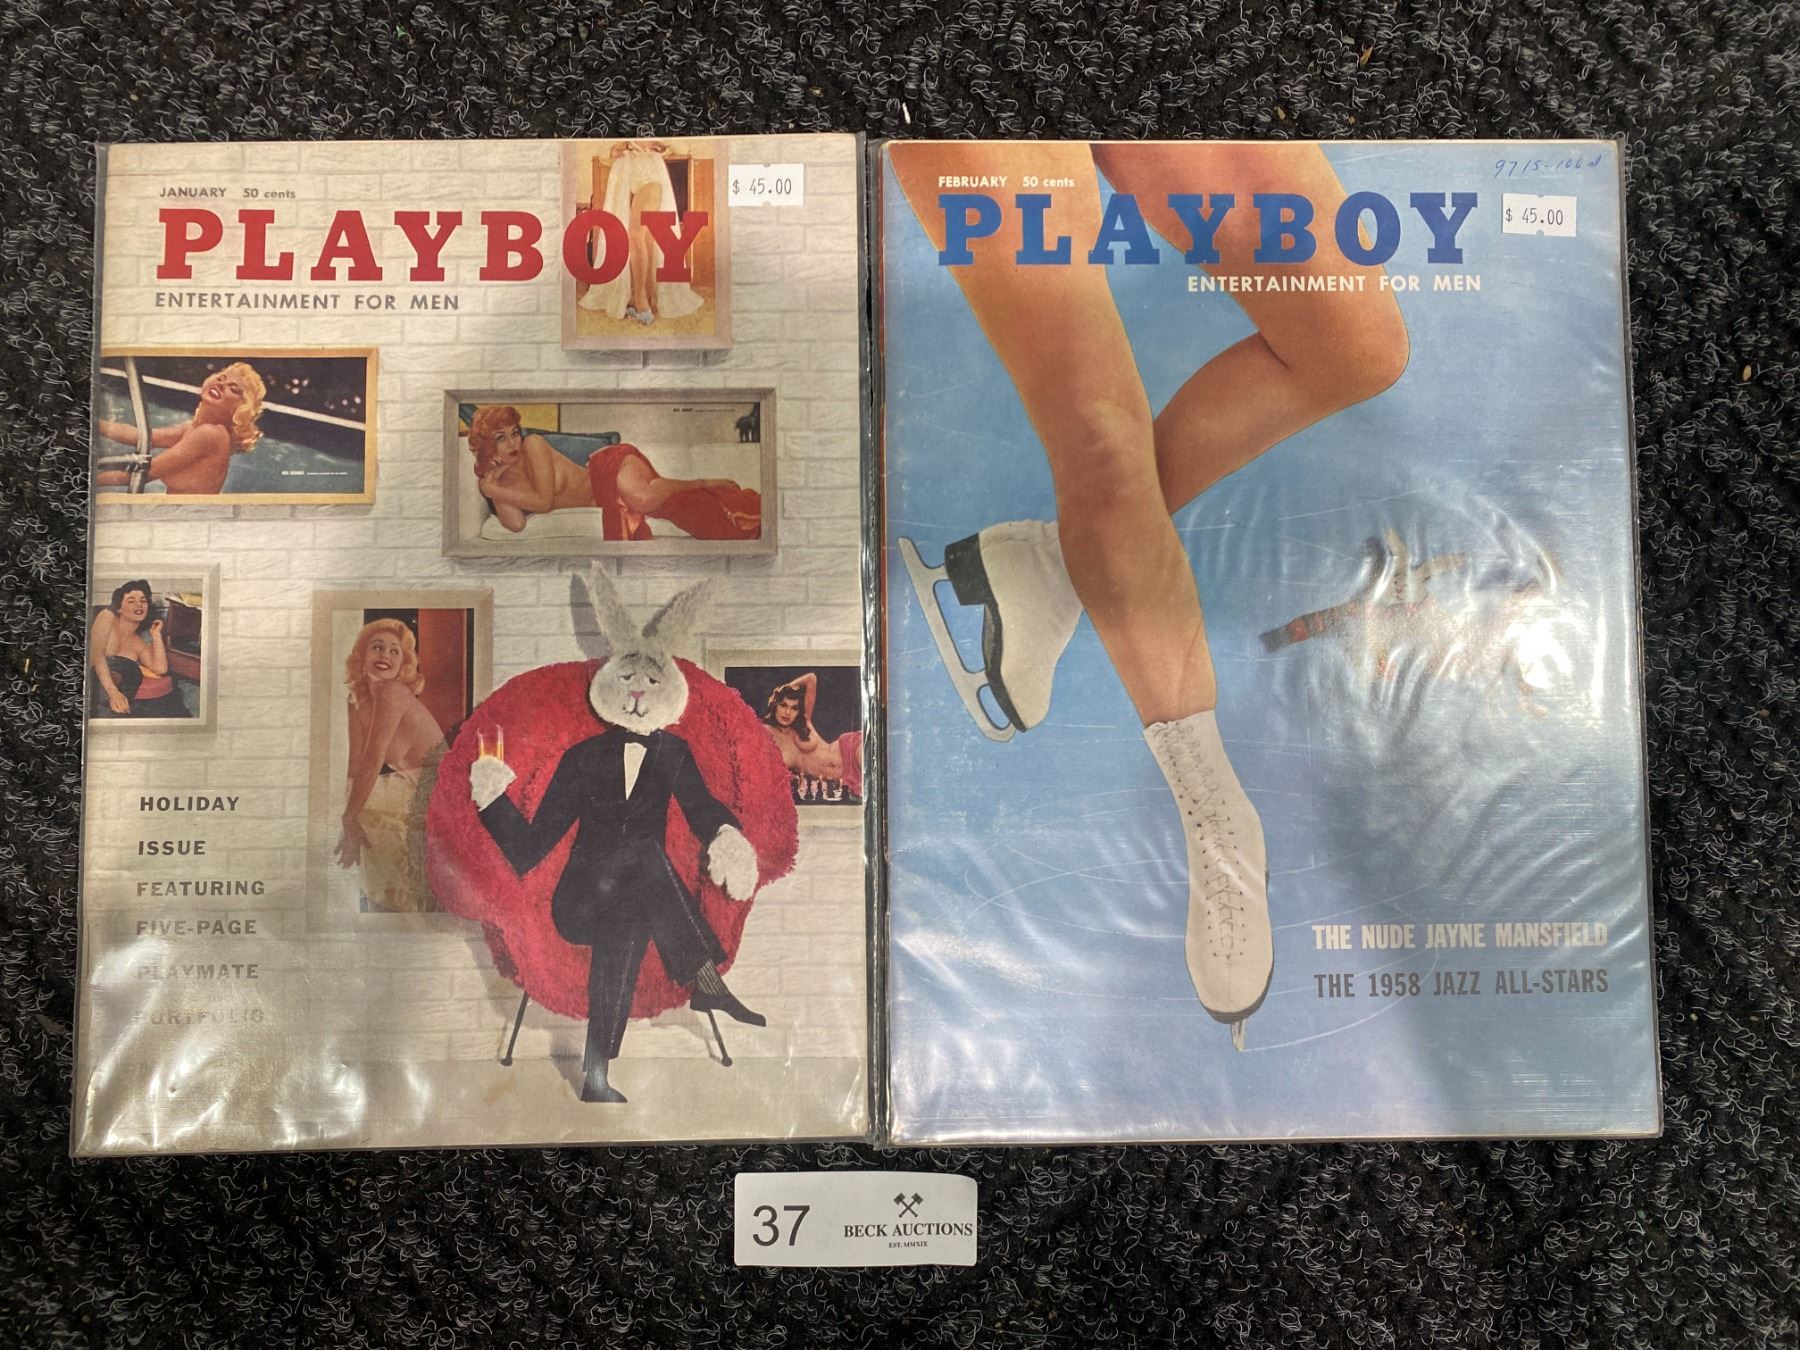 JANUARY 50 cents
$ 45.00
PLAYBOY
ENTERTAINMENT FOR MEN
HOLIDAY
ISSUE
FEATURING
FIVE-PAGE
PLAYMATE
PORTFOLIO
FEBRUARY 50 cents
PLAYBOY
$ 45.00
ENTERTAINMENT FOR MEN
THE NUDE JAYNE MANSFIELD
THE 1958 JAZZ ALL-STARS
37
BECK AUCTIONS
EST. MMXIX